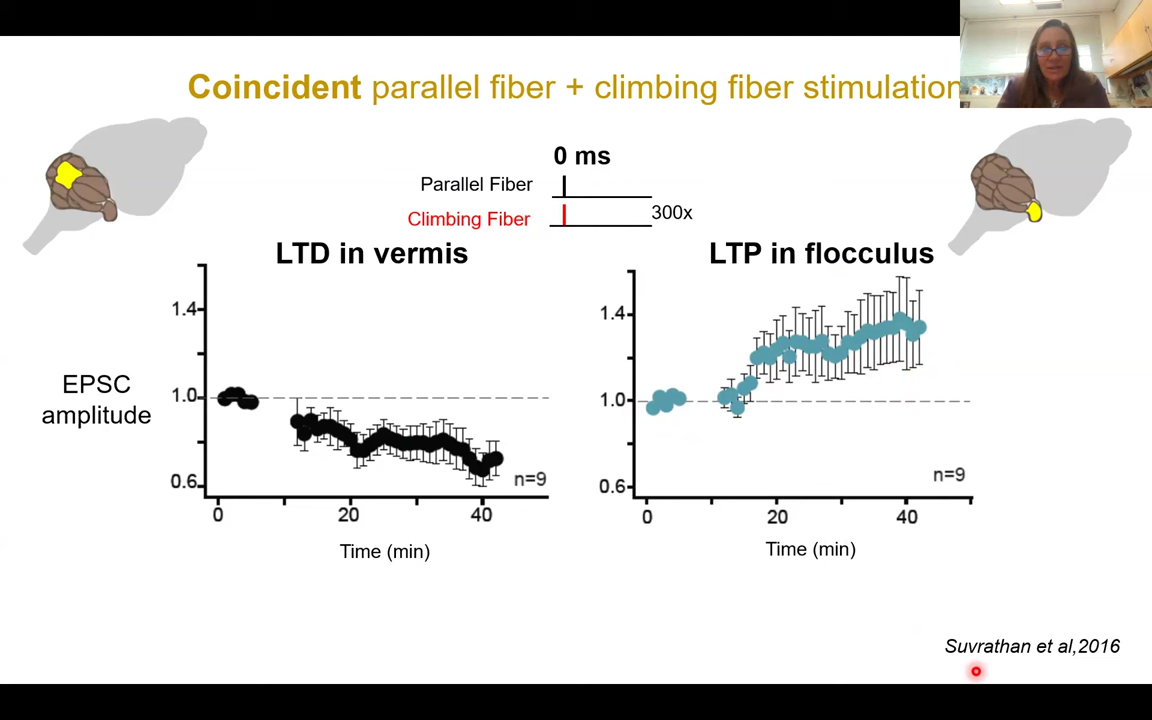 Coincident parallel fiber + climbing fiber stimulation
0 ms
Parallel Fiber
Climbing Fiber
300x
LTD in vermis
LTP in flocculus
EPSC
amplitude
1.4
1.0
0.6
n=9
0
20
40
Time (min)
1.4
1.0
0.6
n=9
0
20
40
Time (min)
Suvrathan et al,2016